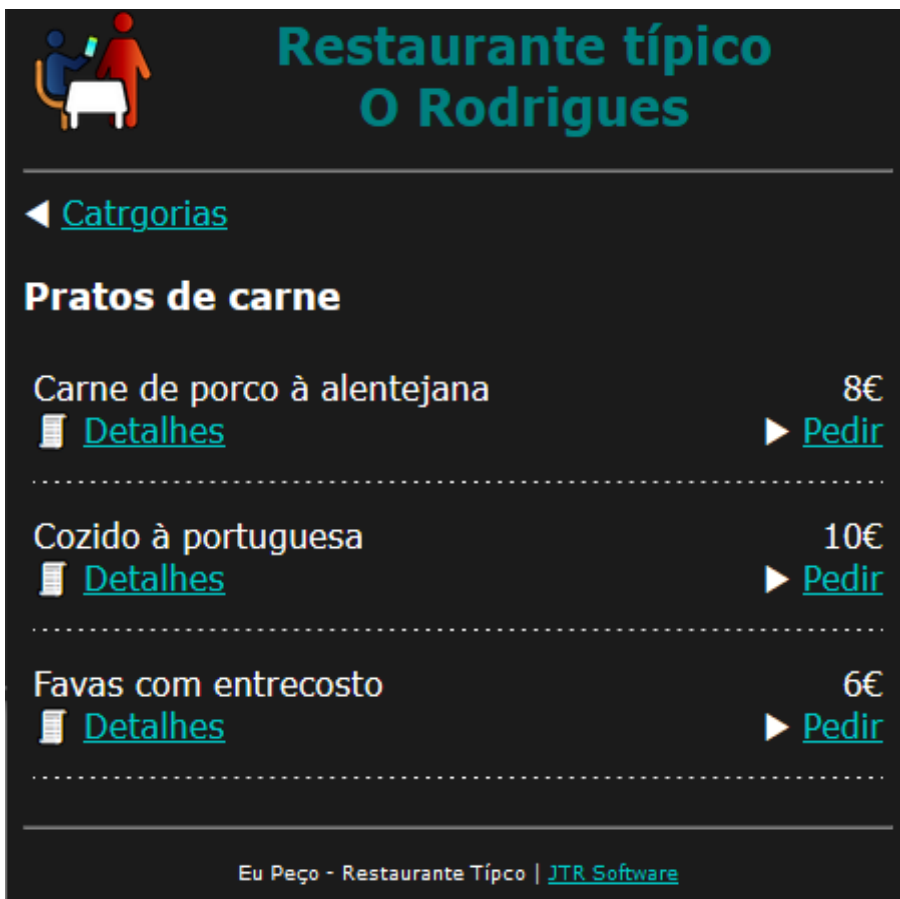 Restaurante típico
O Rodrigues
Catrgorias
Pratos de carne
Carne de porco à alentejana 8€
Detalhes Pedir
Cozido à portuguesa 10€
Detalhes Pedir
Favas com entrecosto 6€
Detalhes Pedir
Eu Peço - Restaurante Típco | JTR Software